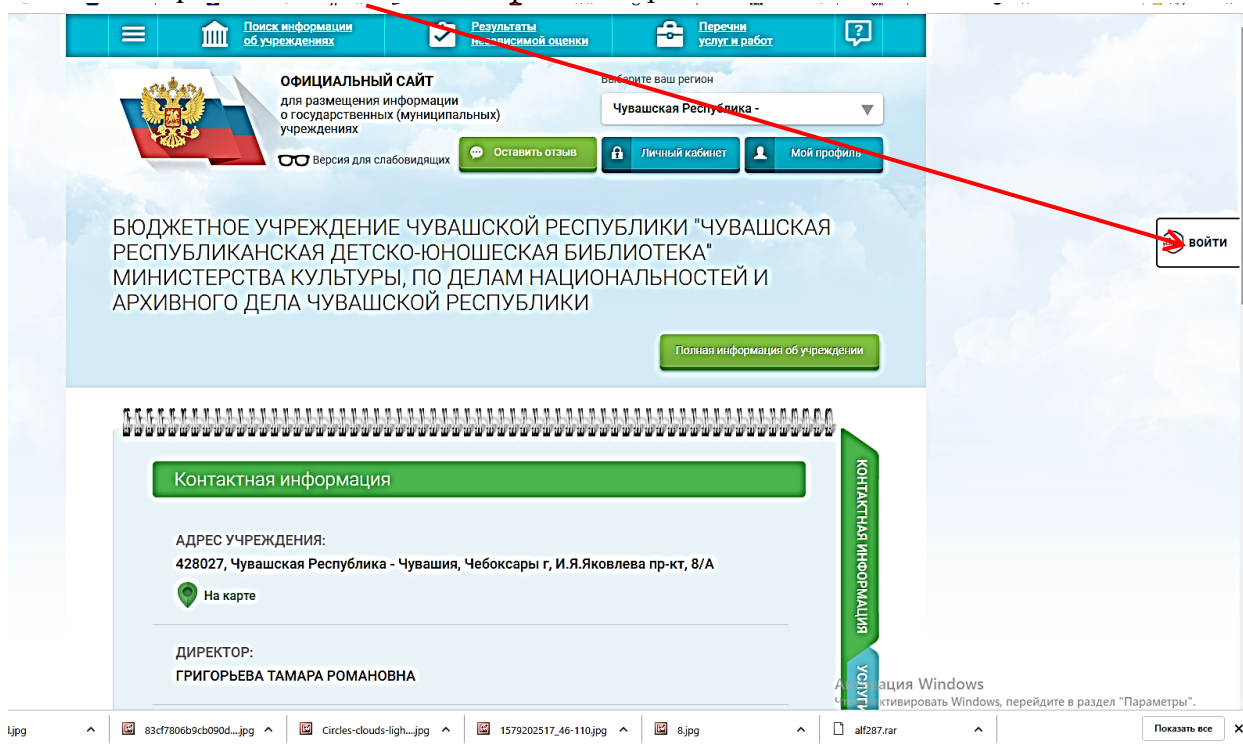 Поиск информации
об учреждениях
Результаты
независимой оценки
Перечни
услуг и работ
?
ОФИЦИАЛЬНЫЙ САЙТ
для размещения информации
о государственных (муниципальных)
учреждениях
Версия для слабовидящих
Выберите ваш регион
Чувашская Республика -
Оставить отзыв
Личный кабинет
Мой профиль
ВОЙТИ
БЮДЖЕТНОЕ УЧРЕЖДЕНИЕ ЧУВАШСКОЙ РЕСПУБЛИКИ "ЧУВАШСКАЯ
РЕСПУБЛИКАНСКАЯ ДЕТСКО-ЮНОШЕСКАЯ БИБЛИОТЕКА"
МИНИСТЕРСТВА КУЛЬТУРЫ, ПО ДЕЛАМ НАЦИОНАЛЬНОСТЕЙ И
АРХИВНОГО ДЕЛА ЧУВАШСКОЙ РЕСПУБЛИКИ
Полная информация об учреждении
Контактная информация
КОНТАКТНАЯ ИНФОРМАЦИЯ
АДРЕС УЧРЕЖДЕНИЯ:
428027, Чувашская Республика - Чувашия, Чебоксары г, И.Я.Яковлева пр-кт, 8/А
На карте
ДИРЕКТОР:
ГРИГОРЬЕВА ТАМАРА РОМАНОВНА
УСЛУГИ
Активация Windows
Чтобы активировать Windows, перейдите в раздел "Параметры".
l.jpg
83cf7806b9cb090d....jpg
Circles-clouds-ligh....jpg
1579202517_46-110.jpg
8.jpg
alf287.rar
Показать все